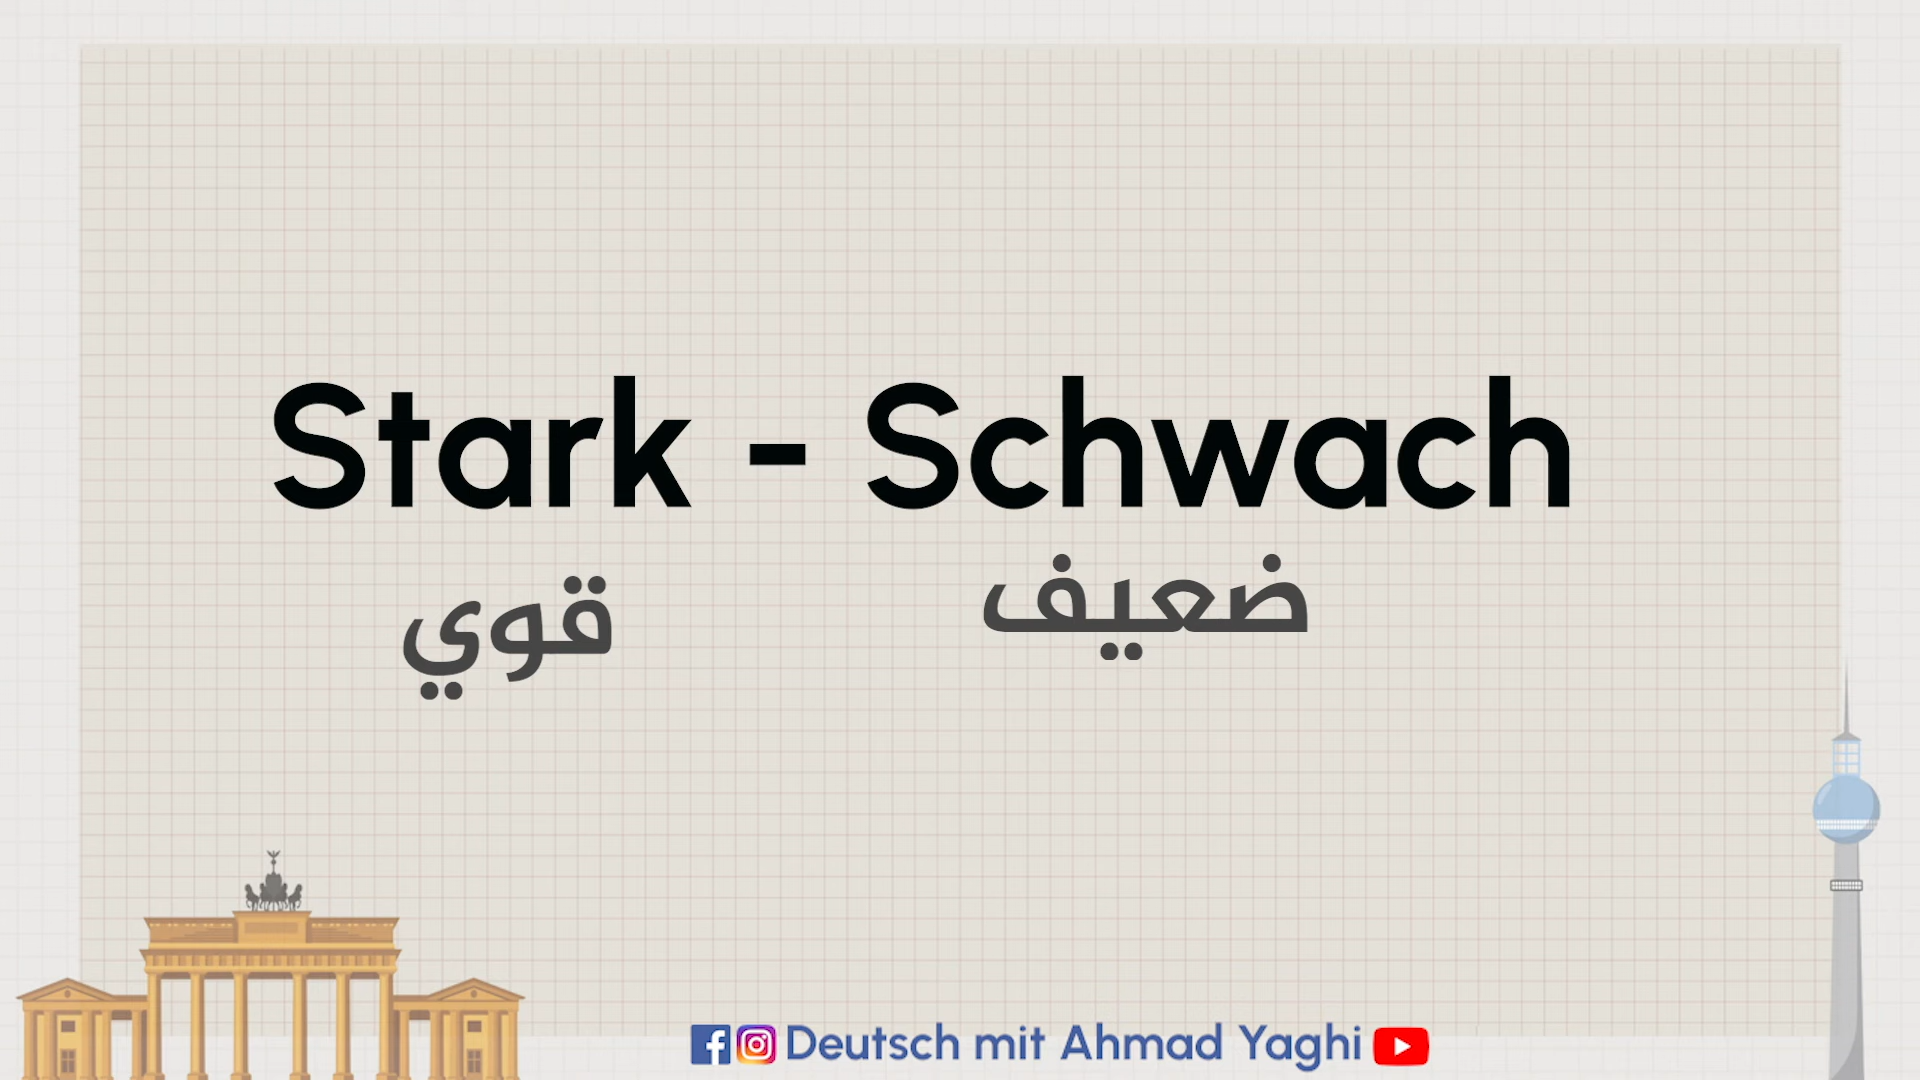 Stark - Schwach
قوي ضعيف
Deutsch mit Ahmad Yaghi